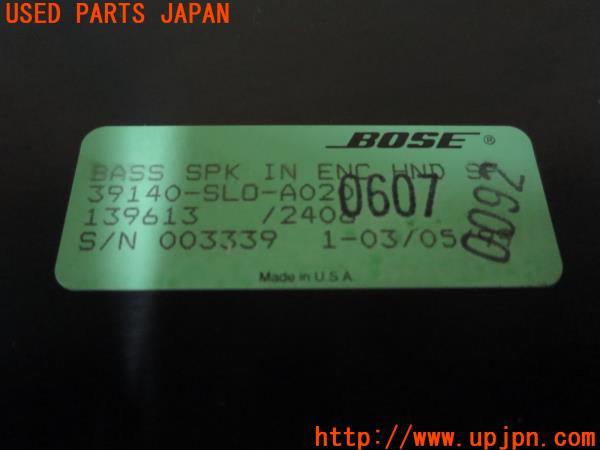 USED PARTS JAPAN
BOSE®
BASS SPK IN ENC HND
39140-SL0-A02
0607
139613 /2408
S/N 003339 1-03/05
Made in U.S.A.
http://www.upjpn.com/